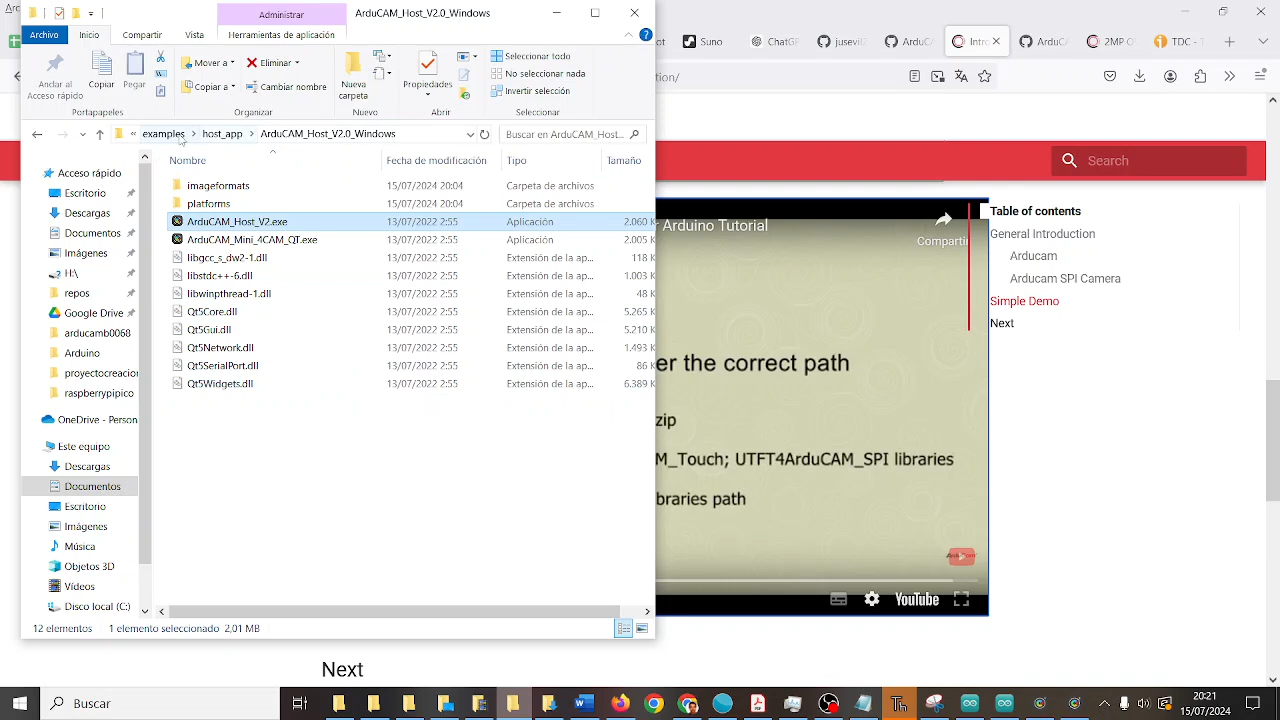 Administrar
ArduCAM_Host_V2.0_Windows
St
ChatG
jusevil
ArduC
Intro
ArduC
2MP C
TDC -
Archivo
Inicio
Compartir
Vista
Herramientas de aplicación
tion/
Anclar al
Acceso rápido
Copiar
Pegar
Mover a
Copiar a
Eliminar
Cambiar nombre
Nueva
carpeta
Propiedades
Seleccionar todo
No seleccionar nada
Invertir selección
Portapapeles
Organizar
Nuevo
Abrir
Seleccionar
« examples > host_app > ArduCAM_Host_V2.0_Windows
Buscar en ArduCAM_Host...
Search
Nombre
Fecha de modificación
Tipo
Tamaño
imageformats 15/07/2024 20:04 Carpeta de archivos
platforms 15/07/2024 20:04 Carpeta de archivos
ArduCAM_Host_V2.exe 13/07/2022 2:55 Aplicación 2.060 K
ArduCAM_Mini_4CAM_QT.exe 13/07/2022 2:55 Aplicación 2.005 K
libgcc_s_dw2-1.dll 13/07/2022 2:55 Extensión de la ap... 118 K
libstdc++-6.dll 13/07/2022 2:55 Extensión de la ap... 1.003 K
libwinpthread-1.dll 13/07/2022 2:55 Extensión de la ap... 48 K
Qt5Core.dll 13/07/2022 2:55 Extensión de la ap... 5.265 K
Qt5Gui.dll 13/07/2022 2:55 Extensión de la ap... 5.210 K
Qt5Network.dll 13/07/2022 2:55 Extensión de la ap... 1.493 K
Qt5SerialPort.dll 13/07/2022 2:55 Extensión de la ap... 86 K
Qt5Widgets.dll 13/07/2022 2:55 Extensión de la ap... 6.389 K
Acceso rápido
Escritorio
Descargas
Documentos
Imágenes
H:\
repos
Google Drive
arducamb0068
Arduino
proyectocreacion
raspberrypipico
OneDrive - Person
Este equipo
Descargas
Documentos
Escritorio
Imágenes
Música
Objetos 3D
Vídeos
Disco local (C:)
12 elementos
1 elemento seleccionado 2,01 MB
r Arduino Tutorial
Compartir
er the correct path
zip
M_Touch; UTFT4ArduCAM_SPI libraries
braries path
YouTube
Table of contents
General Introduction
Arducam
Arducam SPI Camera
Simple Demo
Next
Next
Buscar
20:21
15/07/2024